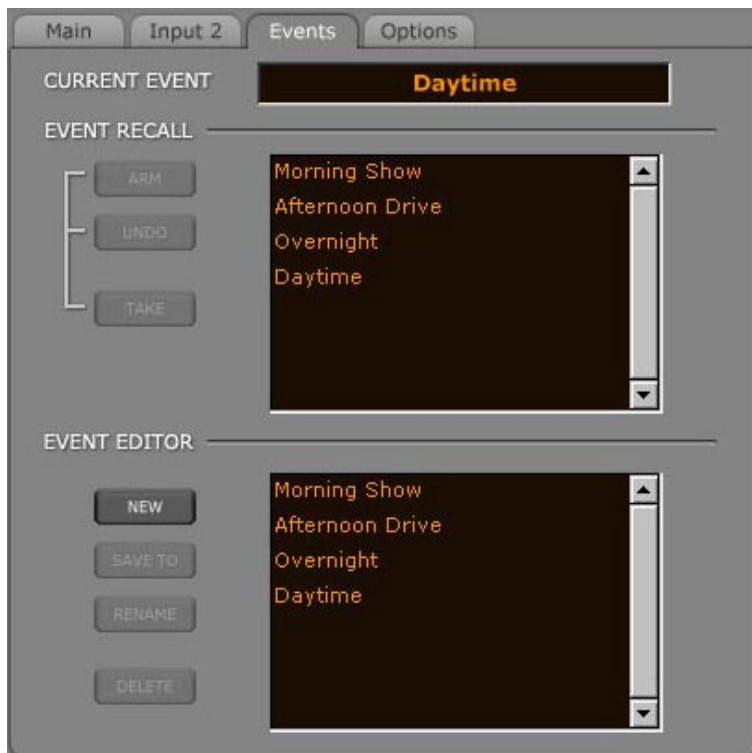 Main Input 2 Events Options
CURRENT EVENT Daytime
EVENT RECALL
ARM
UNDO
TAKE
Morning Show
Afternoon Drive
Overnight
Daytime
EVENT EDITOR
NEW
SAVE TO
RENAME
DELETE
Morning Show
Afternoon Drive
Overnight
Daytime